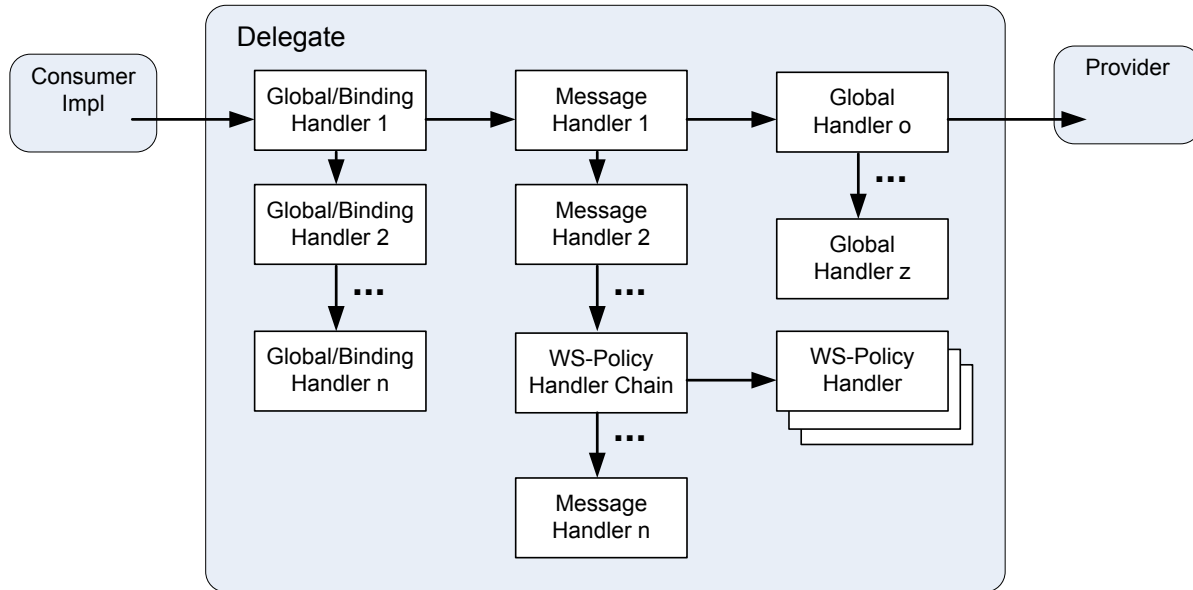 Delegate
Consumer
Impl
Global/Binding
Handler 1
Message
Handler 1
Global
Handler o
Provider
...
Global/Binding
Handler 2
Message
Handler 2
Global
Handler z
...
...
Global/Binding
Handler n
WS-Policy
Handler Chain
WS-Policy
Handler
...
Message
Handler n